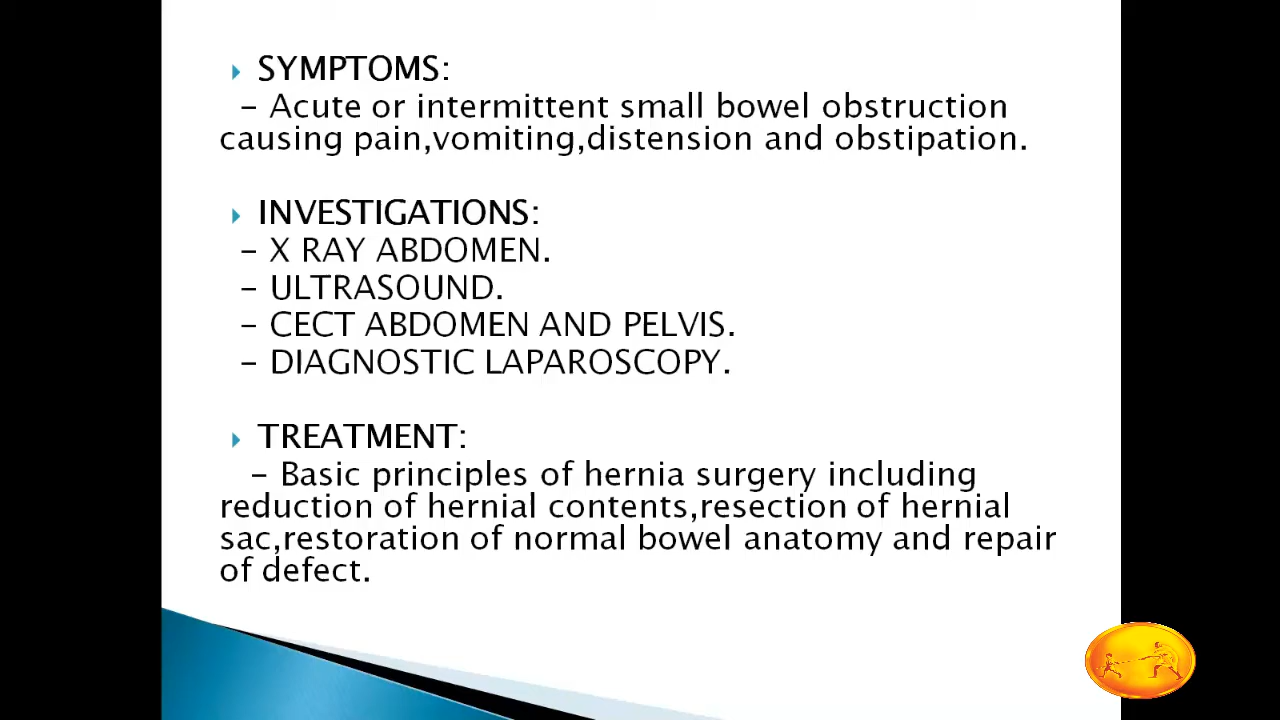 SYMPTOMS:
– Acute or intermittent small bowel obstruction
causing pain,vomiting,distension and obstipation.
INVESTIGATIONS:
– X RAY ABDOMEN.
– ULTRASOUND.
– CECT ABDOMEN AND PELVIS.
– DIAGNOSTIC LAPAROSCOPY.
TREATMENT:
– Basic principles of hernia surgery including
reduction of hernial contents,resection of hernial
sac,restoration of normal bowel anatomy and repair
of defect.